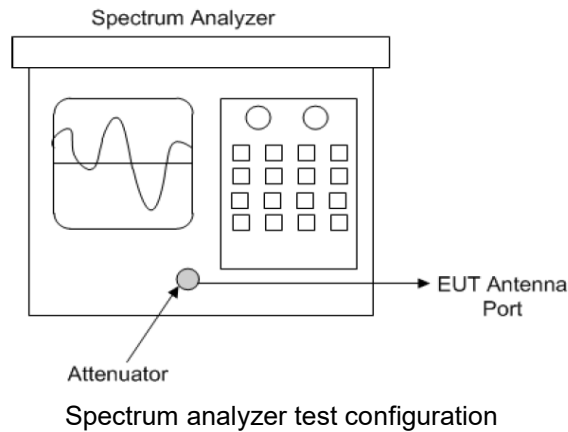 Spectrum Analyzer
EUT Antenna
Port
Attenuator
Spectrum analyzer test configuration